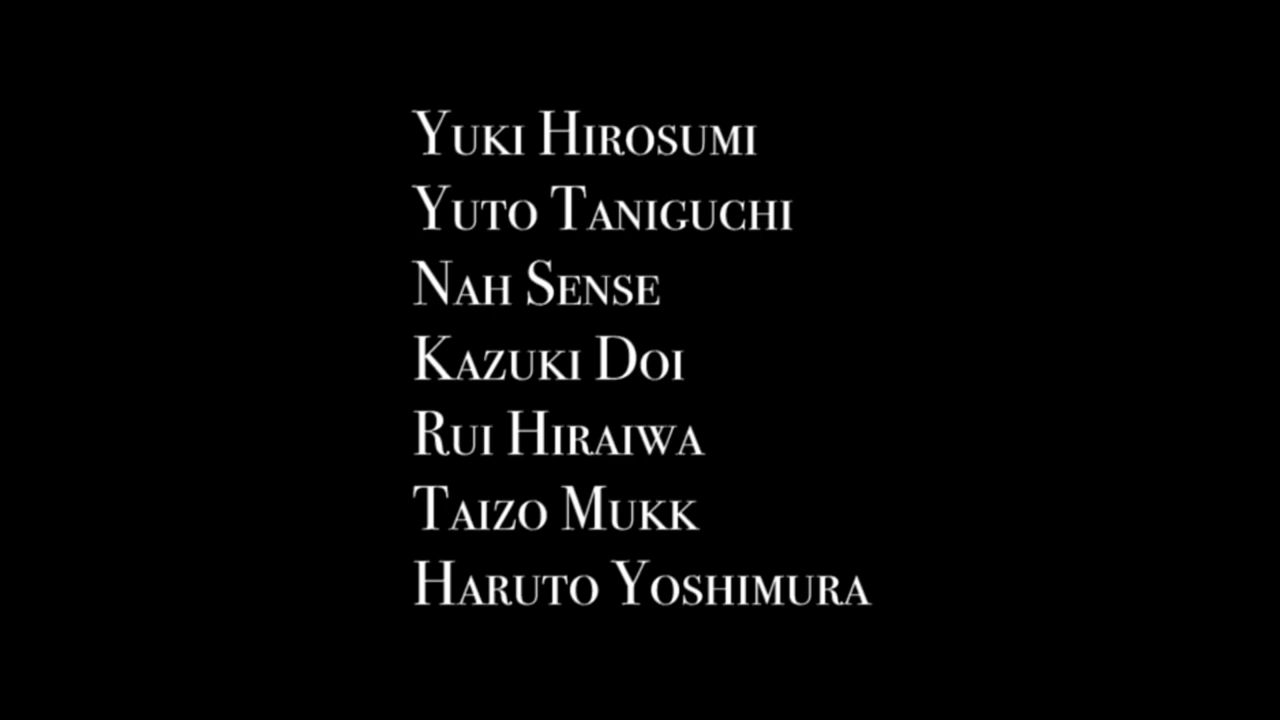 Yuki Hirosumi
Yuto Taniguchi
Nah Sense
Kazuki Doi
Rui Hiraiwa
Taizo Mukk
Haruto Yoshimura